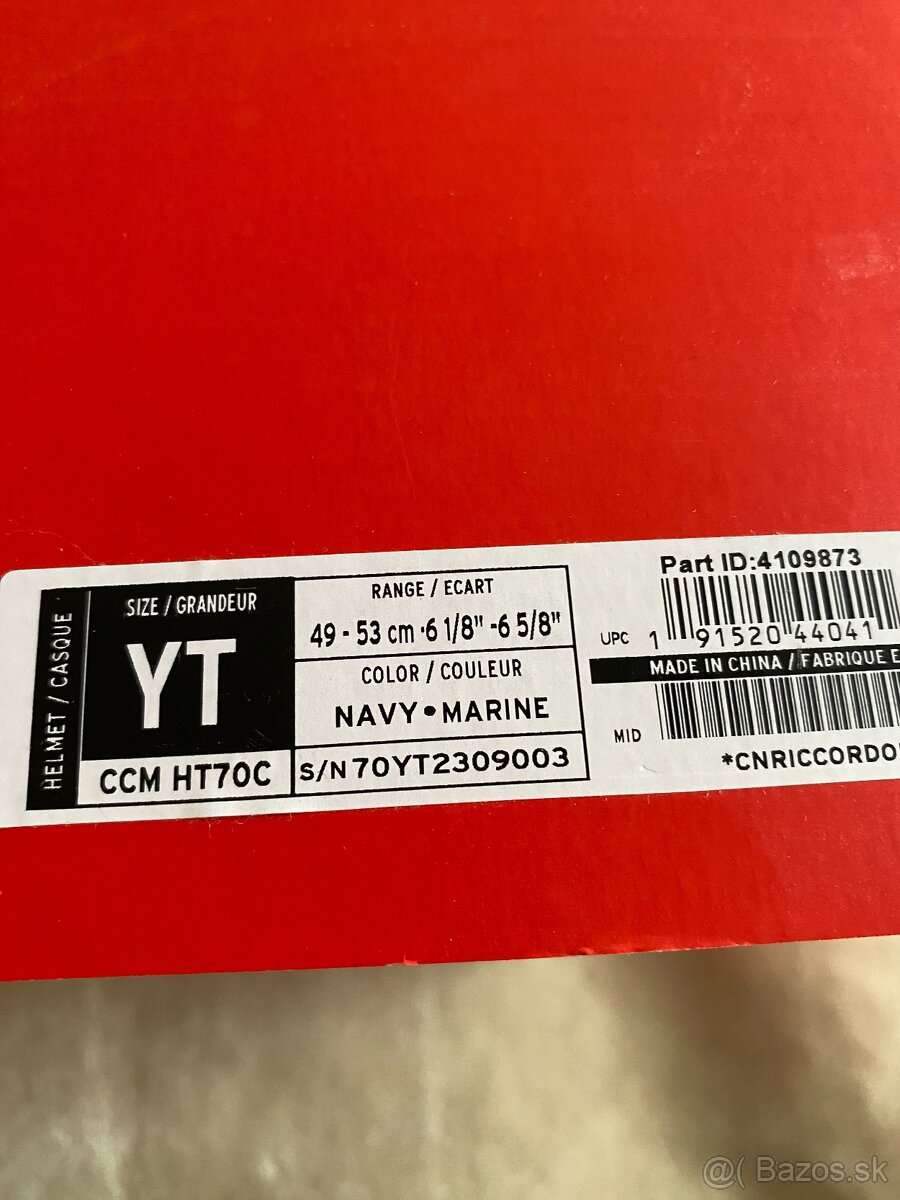 HELMET / CASQUE
SIZE / GRANDEUR
YT
CCM HT70C
RANGE / ECART
49 - 53 cm • 6 1/8" - 6 5/8"
COLOR / COULEUR
NAVY • MARINE
S/N 70YT2309003
Part ID:4109873
UPC 1 91520 44041
MADE IN CHINA / FABRIQUE E
MID
*CNRICCORDO
@( Bazos.sk